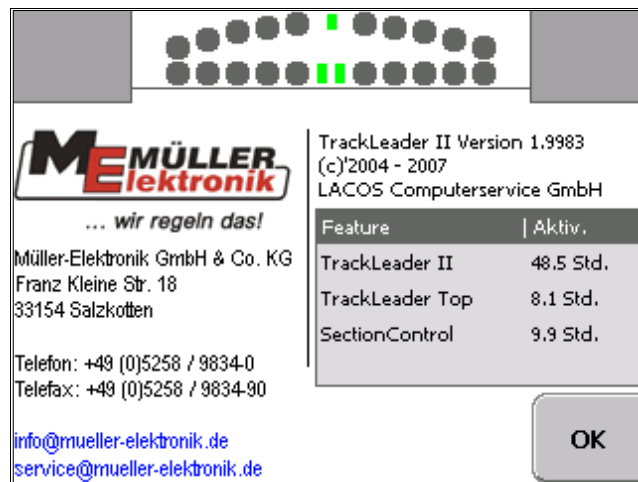 MÜLLER
Elektronik
... wir regeln das!
Müller-Elektronik GmbH & Co. KG
Franz Kleine Str. 18
33154 Salzkotten
Telefon: +49 (0)5258 / 9834-0
Telefax: +49 (0)5258 / 9834-90
info@mueller-elektronik.de
service@mueller-elektronik.de
TrackLeader II Version 1.9983
(c)'2004 - 2007
LACOS Computerservice GmbH
Feature | Aktiv.
TrackLeader II 48.5 Std.
TrackLeader Top 8.1 Std.
SectionControl 9.9 Std.
OK